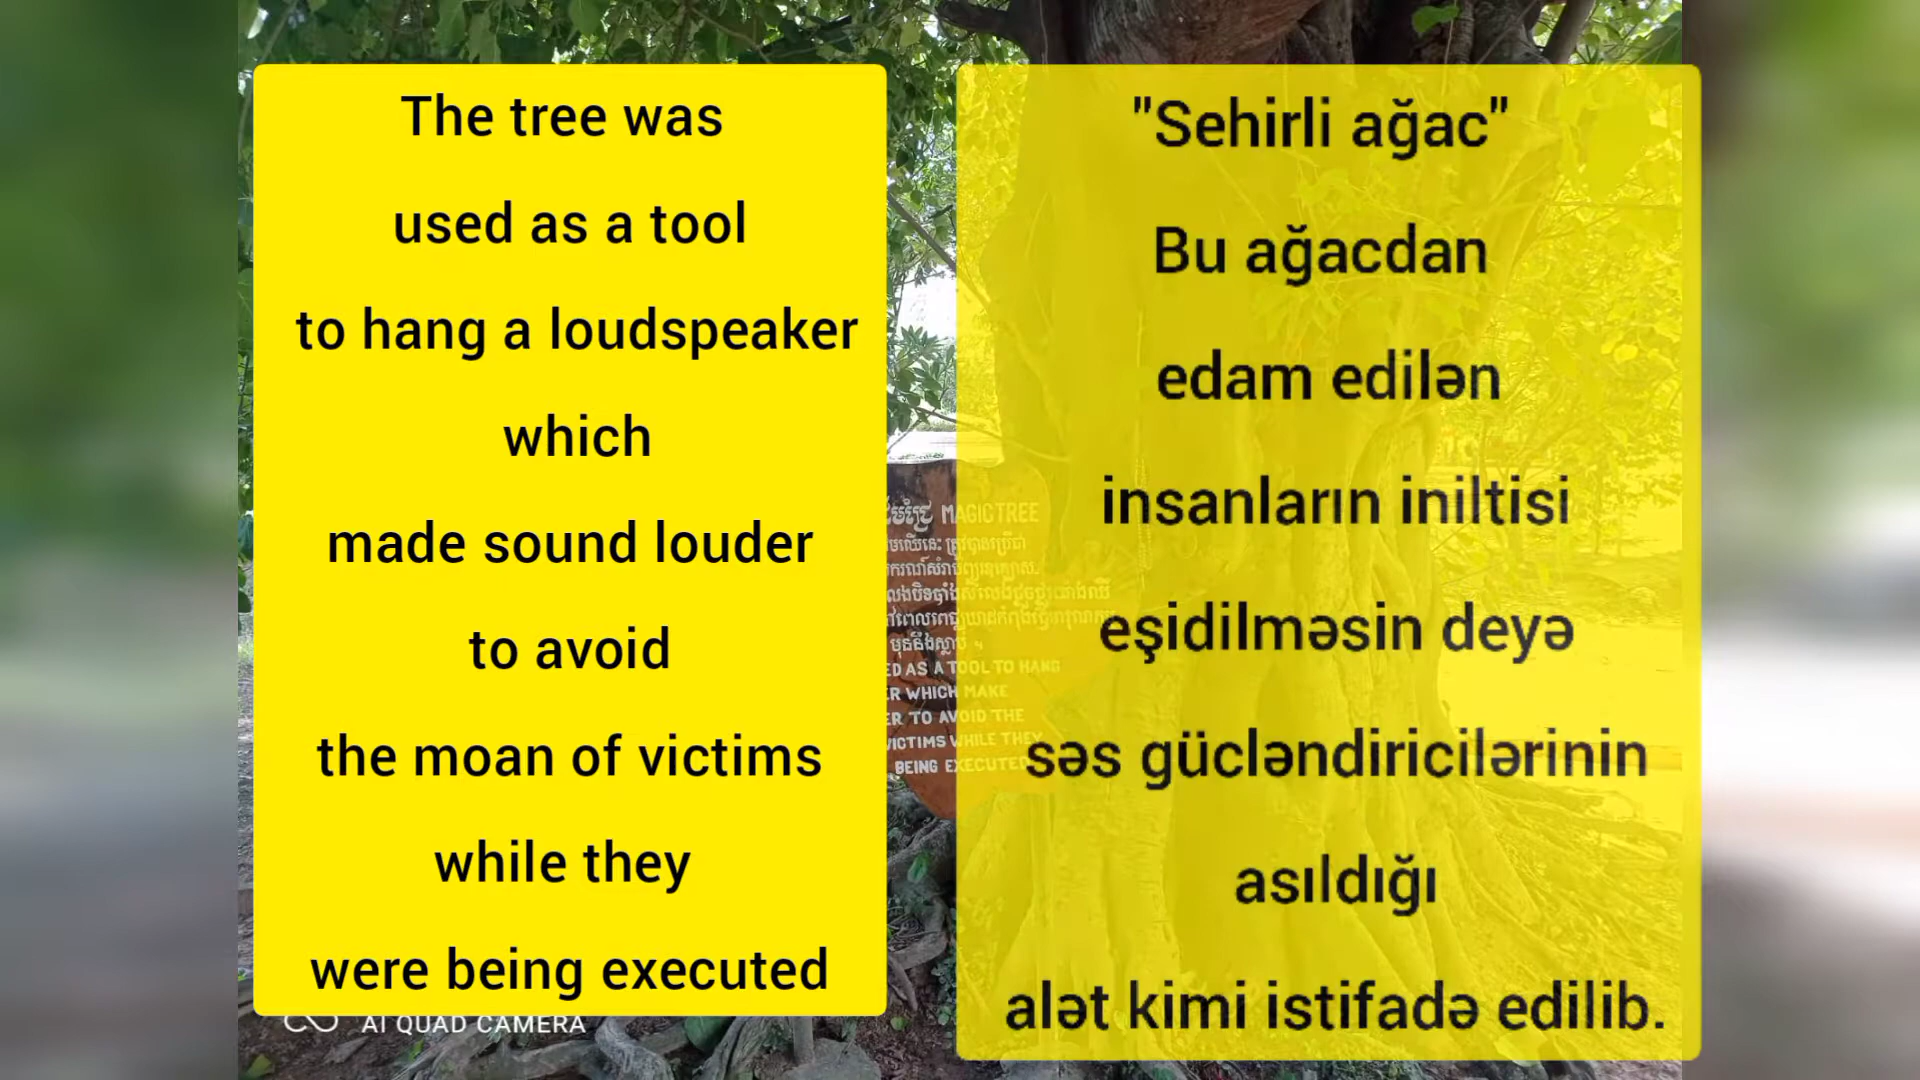 The tree was
used as a tool
to hang a loudspeaker
which
made sound louder
to avoid
the moan of victims
while they
were being executed
"Sehirli ağac"
Bu ağacdan
edam edilən
insanların iniltisi
eşidilməsin deyə
səs gücləndiricilərinin
asıldığı
alət kimi istifadə edilib.
MAGIC TREE
AS A TOOL TO HANG
WHICH MAKE
TO AVOID THE
VICTIMS WHILE THEY
BEING EXECUTED
AI QUAD CAMERA